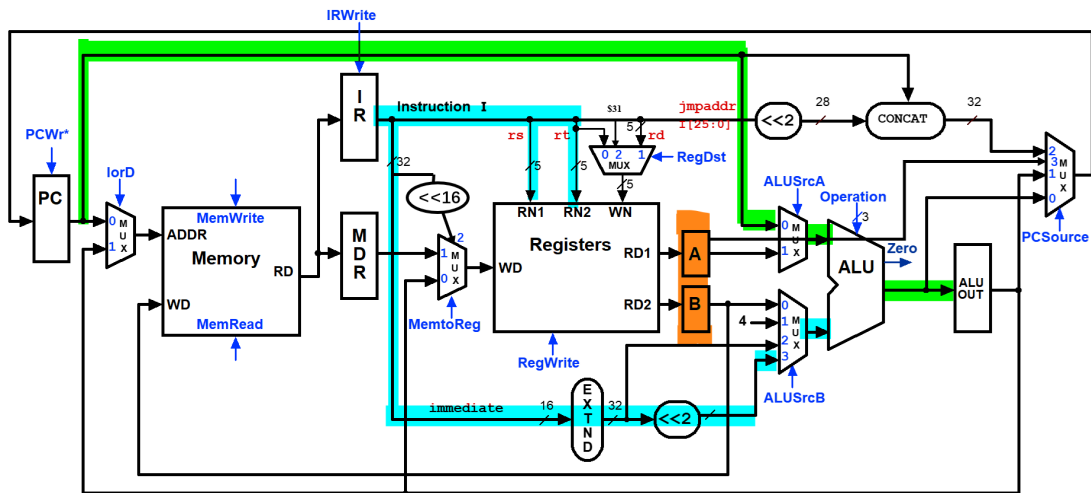 IRWrite
I
R
Instruction I
$31
jmpaddr
I[25:0]
28
32
<<2
CONCAT
PCWr*
PC
IorD
0
M
U
X
1
MemWrite
ADDR
Memory
RD
WD
MemRead
rs
rt
5
rd
0 2 1
MUX
RegDst
32
5
5
5
<<16
M
D
R
2
1
M
U
X
0
MemtoReg
RN1
RN2
WN
Registers
WD
RD1
RD2
RegWrite
A
B
ALUSrcA
0
M
U
X
1
Operation
3
ALU
Zero
4
0
1
M
2
U
X
3
ALUSrcB
ALU
OUT
2
M
3
U
1
X
0
PCSource
immediate
16
E
X
T
N
D
32
<<2